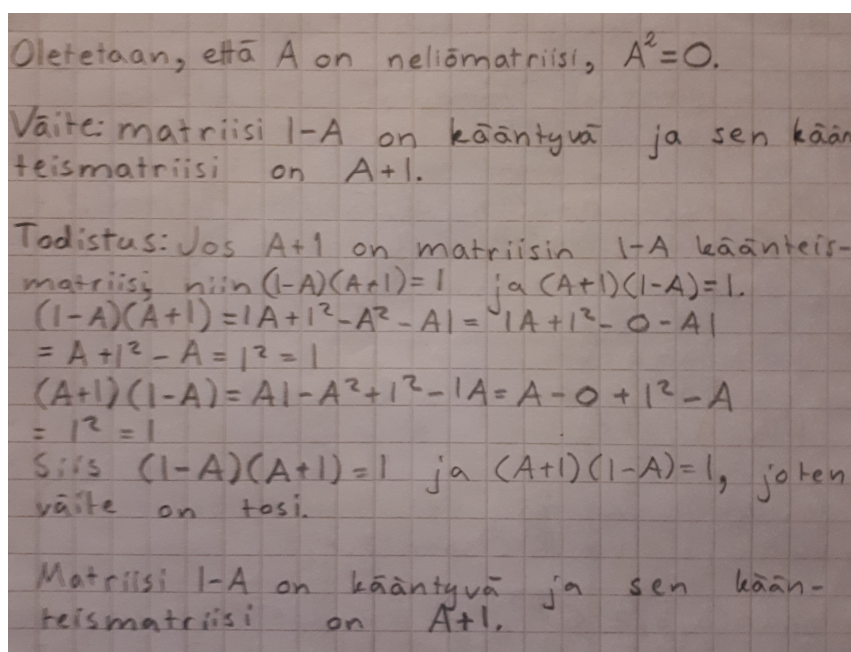 Oletetaan, että A on neliömatriisi, A²=0.
Väite: matriisi I-A on kääntyvä ja sen kään
teismatriisi on A+I.
Todistus: Jos A+I on matriisin I-A käänteis-
matriisi, niin (I-A)(A+I)=I ja (A+I)(I-A)=I.
(I-A)(A+I)=IA+I²-A²-AI=IA+I²-0-AI
=A+I²-A=I²=I
(A+I)(I-A)=AI-A²+I²-IA=A-0+I²-A
=I²=I
Siis (I-A)(A+I)=I ja (A+I)(I-A)=I, joten
väite on tosi.
Matriisi I-A on kääntyvä ja sen kään-
teismatriisi on A+I.